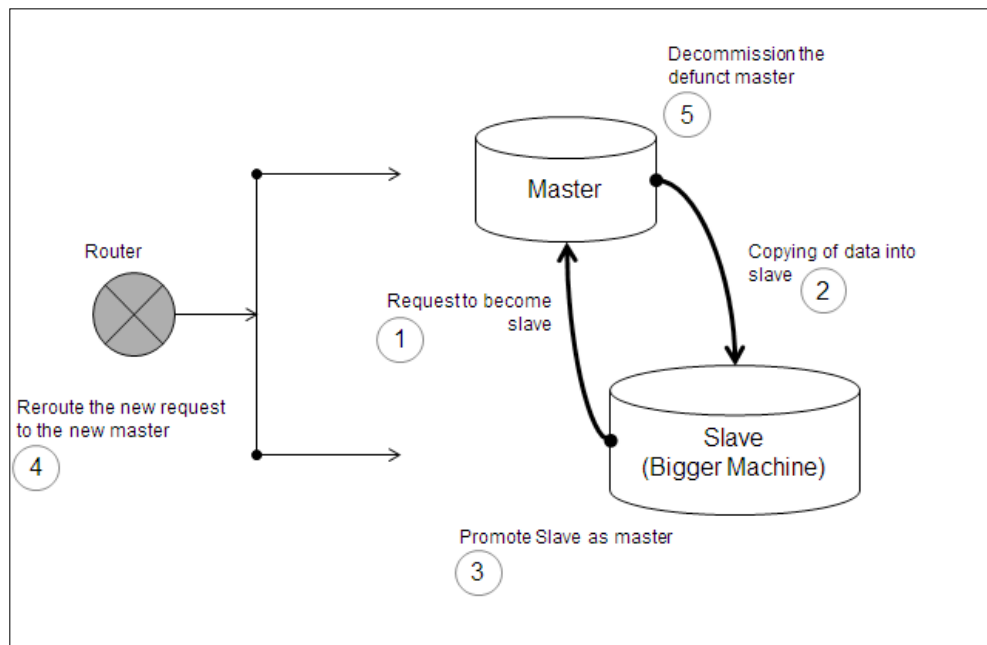 Decommission the
defunct master
5
Master
Router
Copying of data into
slave
2
Request to become
slave
1
Slave
(Bigger Machine)
Reroute the new request
to the new master
4
Promote Slave as master
3